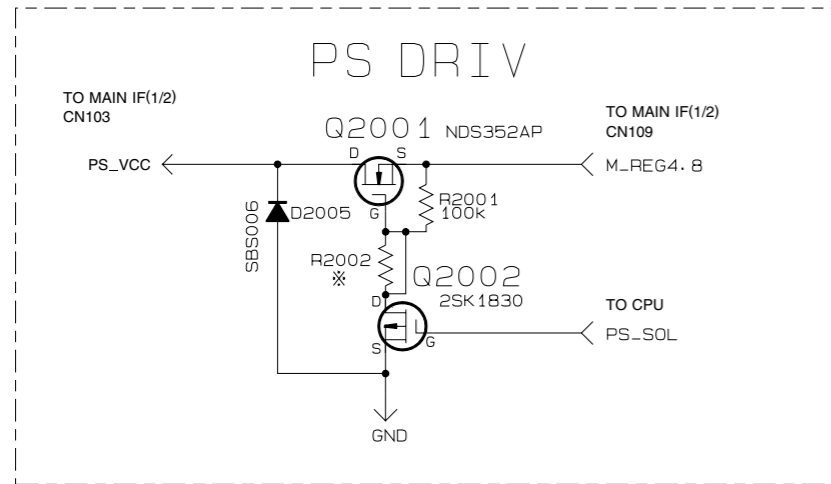 PS DRIV
TO MAIN IF(1/2)
CN103
TO MAIN IF(1/2)
CN109
Q2001 NDS352AP
D S
PS_VCC
M_REG4.8
G
R2001
100k
SBS006
D2005
R2002
※
Q2002
2SK1830
D
TO CPU
S
G
PS_SOL
GND